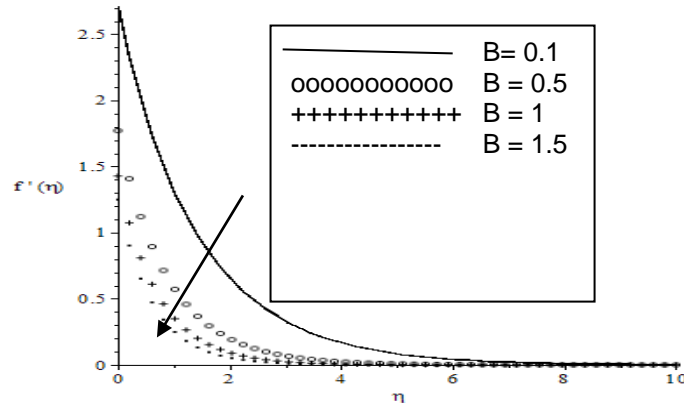 2.5
2
1.5
f'(η)
1
0.5
0
0 2 4 6 8 10
η
B= 0.1
ooooooooooo B = 0.5
+++++++++++ B = 1
----------------- B = 1.5